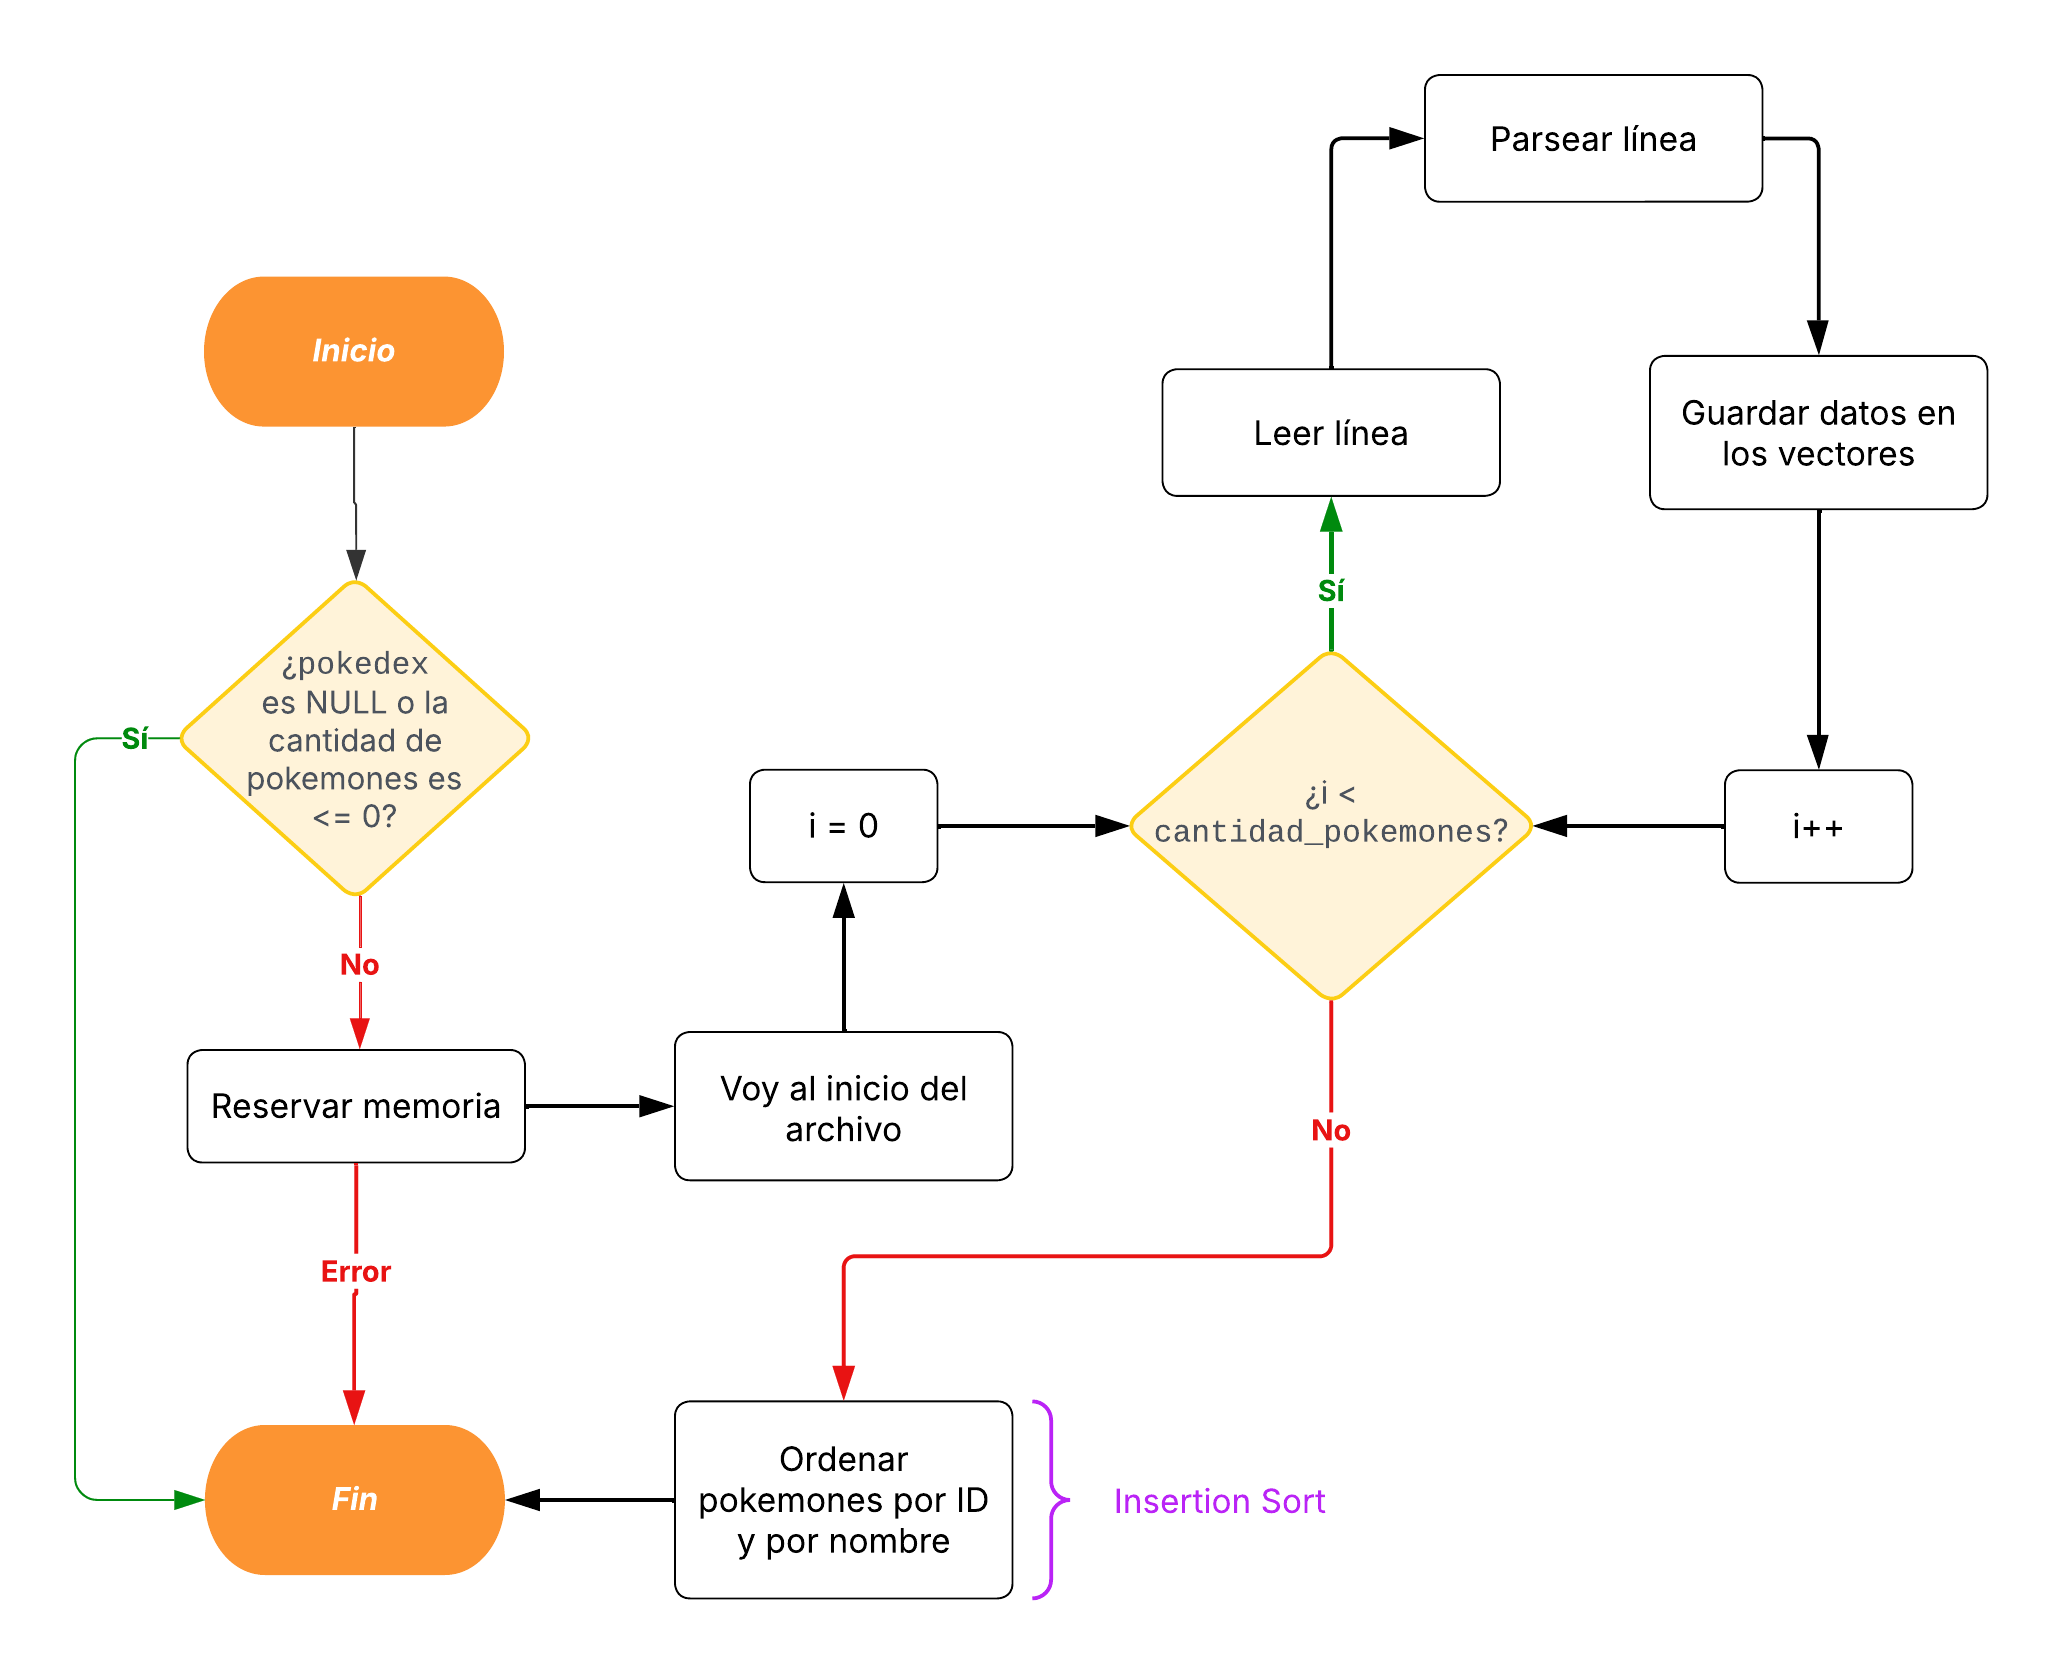 Inicio
¿pokedex
es NULL o la
cantidad de
pokemones es
<= 0?
Sí
No
Reservar memoria
Error
Voy al inicio del
archivo
i = 0
¿i <
cantidad_pokemones?
Sí
Leer línea
Parsear línea
Guardar datos en
los vectores
i++
No
Ordenar
pokemones por ID
y por nombre
Insertion Sort
Fin